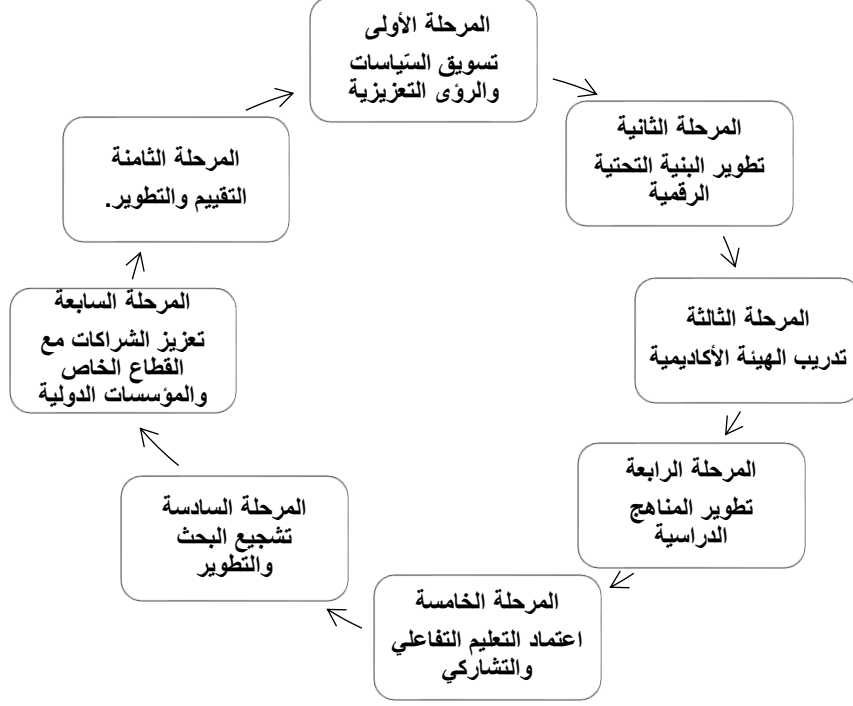 المرحلة الأولى
تسويق السّياسات
والرؤى التعزيزية
المرحلة الثانية
تطوير البنية التحتية
الرقمية
المرحلة الثالثة
تدريب الهيئة الأكاديمية
المرحلة الرابعة
تطوير المناهج
الدراسية
المرحلة الخامسة
اعتماد التعليم التفاعلي
والتشاركي
المرحلة السادسة
تشجيع البحث
والتطوير
المرحلة السابعة
تعزيز الشراكات مع
القطاع الخاص
والمؤسسات الدولية
المرحلة الثامنة
التقييم والتطوير.